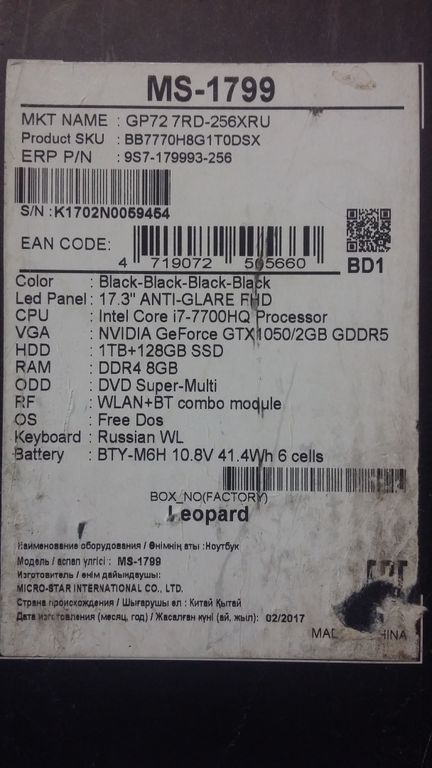 MS-1799
MKT NAME : GP72 7RD-256XRU
Product SKU : BB7770H8G1T0DSX
ERP P/N : 9S7-179993-256
S/N : K1702N0059454
EAN CODE:
4 719072 565660
BD1
Color : Black-Black-Black-Black
Led Panel : 17.3" ANTI-GLARE FHD
CPU : Intel Core i7-7700HQ Processor
VGA : NVIDIA GeForce GTX1050/2GB GDDR5
HDD : 1TB+128GB SSD
RAM : DDR4 8GB
ODD : DVD Super-Multi
RF : WLAN+BT combo module
OS : Free Dos
Keyboard : Russian WL
Battery : BTY-M6H 10.8V 41.4Wh 6 cells
BOX_NO(FACTORY)
Leopard
Наименование оборудования / Өнімнің аты :Ноутбук
Модель / аспап үлгісі : MS-1799
Изготовитель / өнім дайындаушы:
MICRO-STAR INTERNATIONAL CO., LTD.
Страна происхождения / Шығарушы ел : Китай Қытай
Дата изготовления (месяц, год) / Жасалған күні (ай, жыл): 02/2017